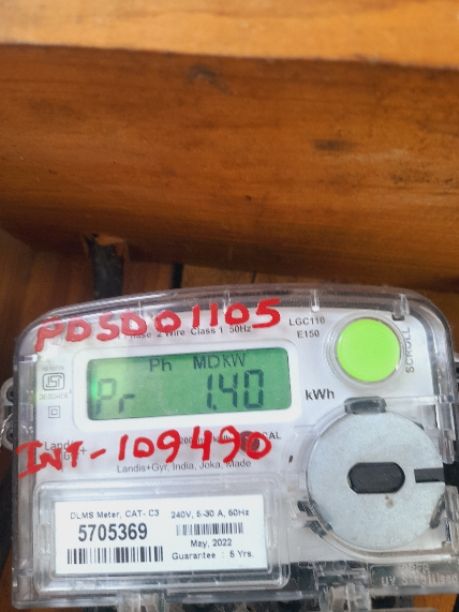 PDSD01105
Phase 2 Wire Class 1 50Hz
LGC110
E150
SCROLL
Ph MDKW
Pr 1.40
kWh
Landis+
INT-109490
Landis+Gyr, India, Joka, Made
DLMS Meter, CAT- C3 240V, 5-30 A, 50Hz
5705369
May, 2022
Guarantee : 5 Yrs.